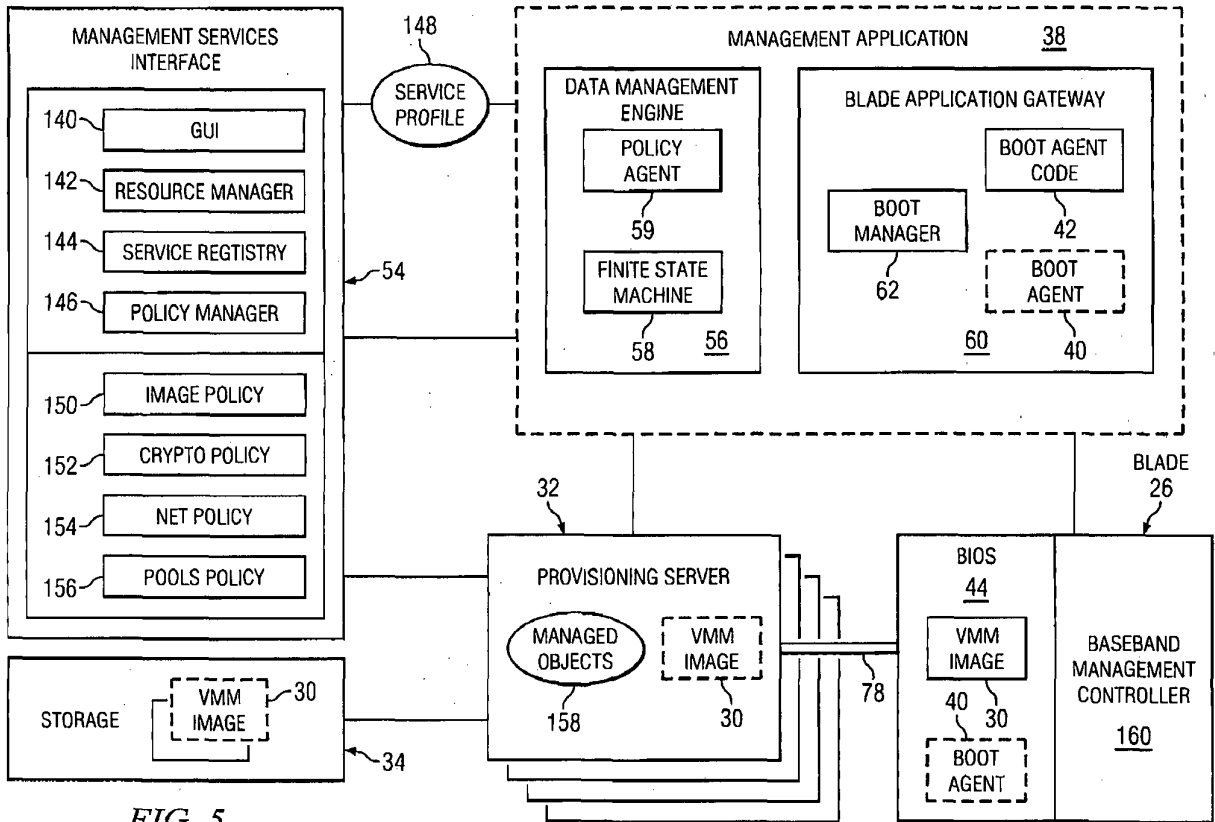 MANAGEMENT SERVICES
INTERFACE
140
GUI
142
RESOURCE MANAGER
144
SERVICE REGTISTRY
146
POLICY MANAGER
54
150
IMAGE POLICY
152
CRYPTO POLICY
154
NET POLICY
156
POOLS POLICY
148
SERVICE
PROFILE
MANAGEMENT APPLICATION 38
DATA MANAGEMENT
ENGINE
POLICY
AGENT
59
FINITE STATE
MACHINE
58
56
BLADE APPLICATION GATEWAY
BOOT AGENT
CODE
42
BOOT
MANAGER
62
BOOT
AGENT
40
60
STORAGE
VMM
IMAGE
30
34
32
PROVISIONING SERVER
MANAGED
OBJECTS
158
VMM
IMAGE
30
78
BLADE
26
BIOS
44
VMM
IMAGE
30
40
BOOT
AGENT
BASEBAND
MANAGEMENT
CONTROLLER
160
FIG. 5